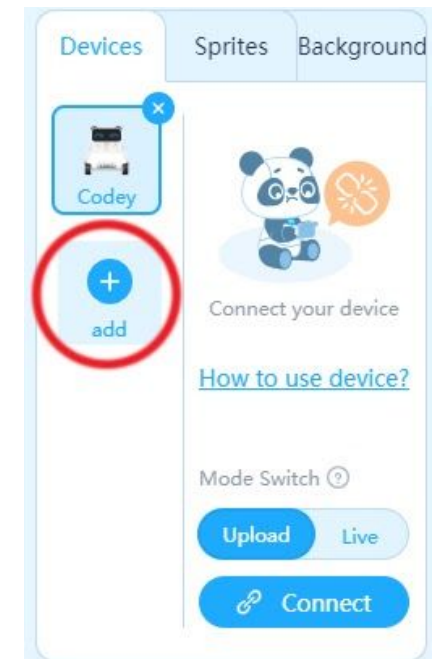 Devices Sprites Background
Codey
add
Connect your device
How to use device?
Mode Switch ?
Upload Live
Connect